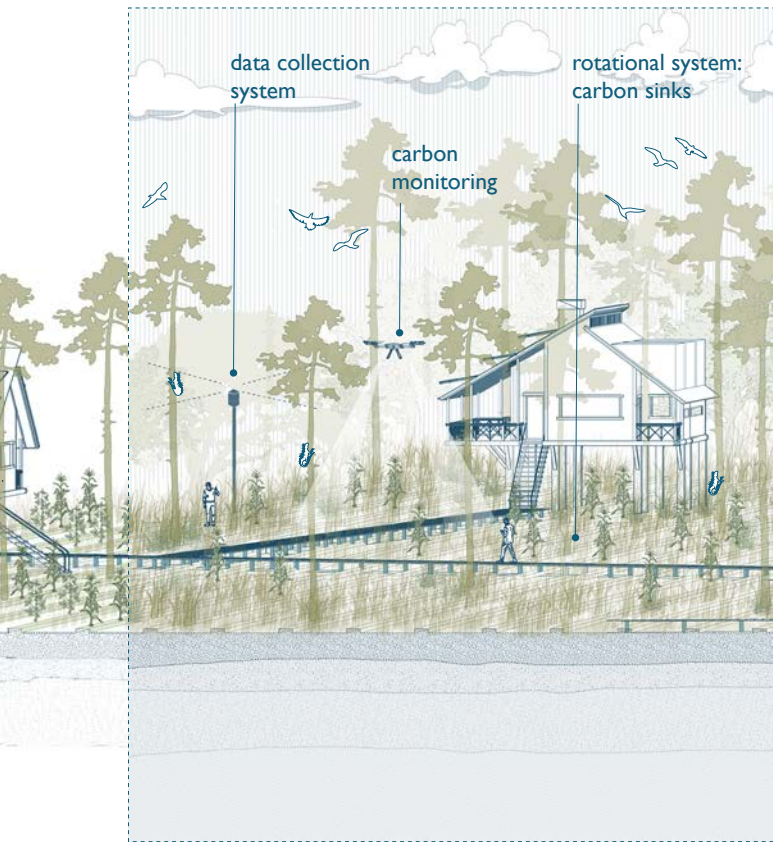 data collection
system
carbon
monitoring
rotational system:
carbon sinks